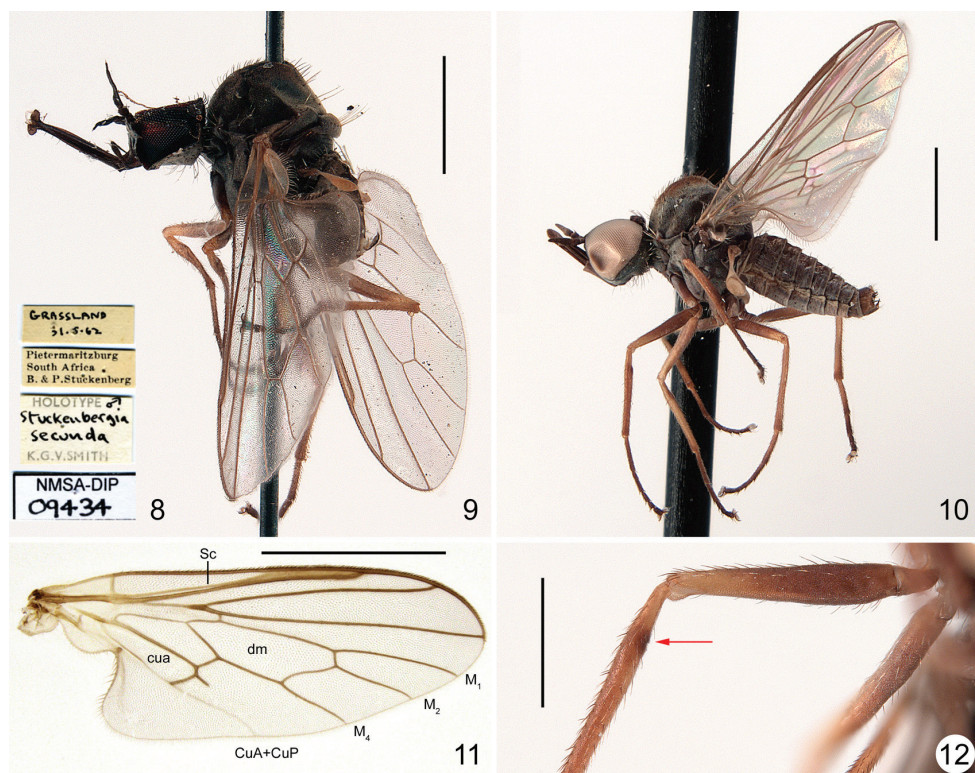 GRASSLAND
31.5.62
Pietermaritzburg
South Africa .
B. & P. Stuckenberg
HOLOTYPE ♂?
Stuckenbergia
secunda
K.G.V. SMITH
NMSA-DIP
09434
8
9
10
Sc
cua
dm
M1
M2
M4
CuA+CuP
11
12